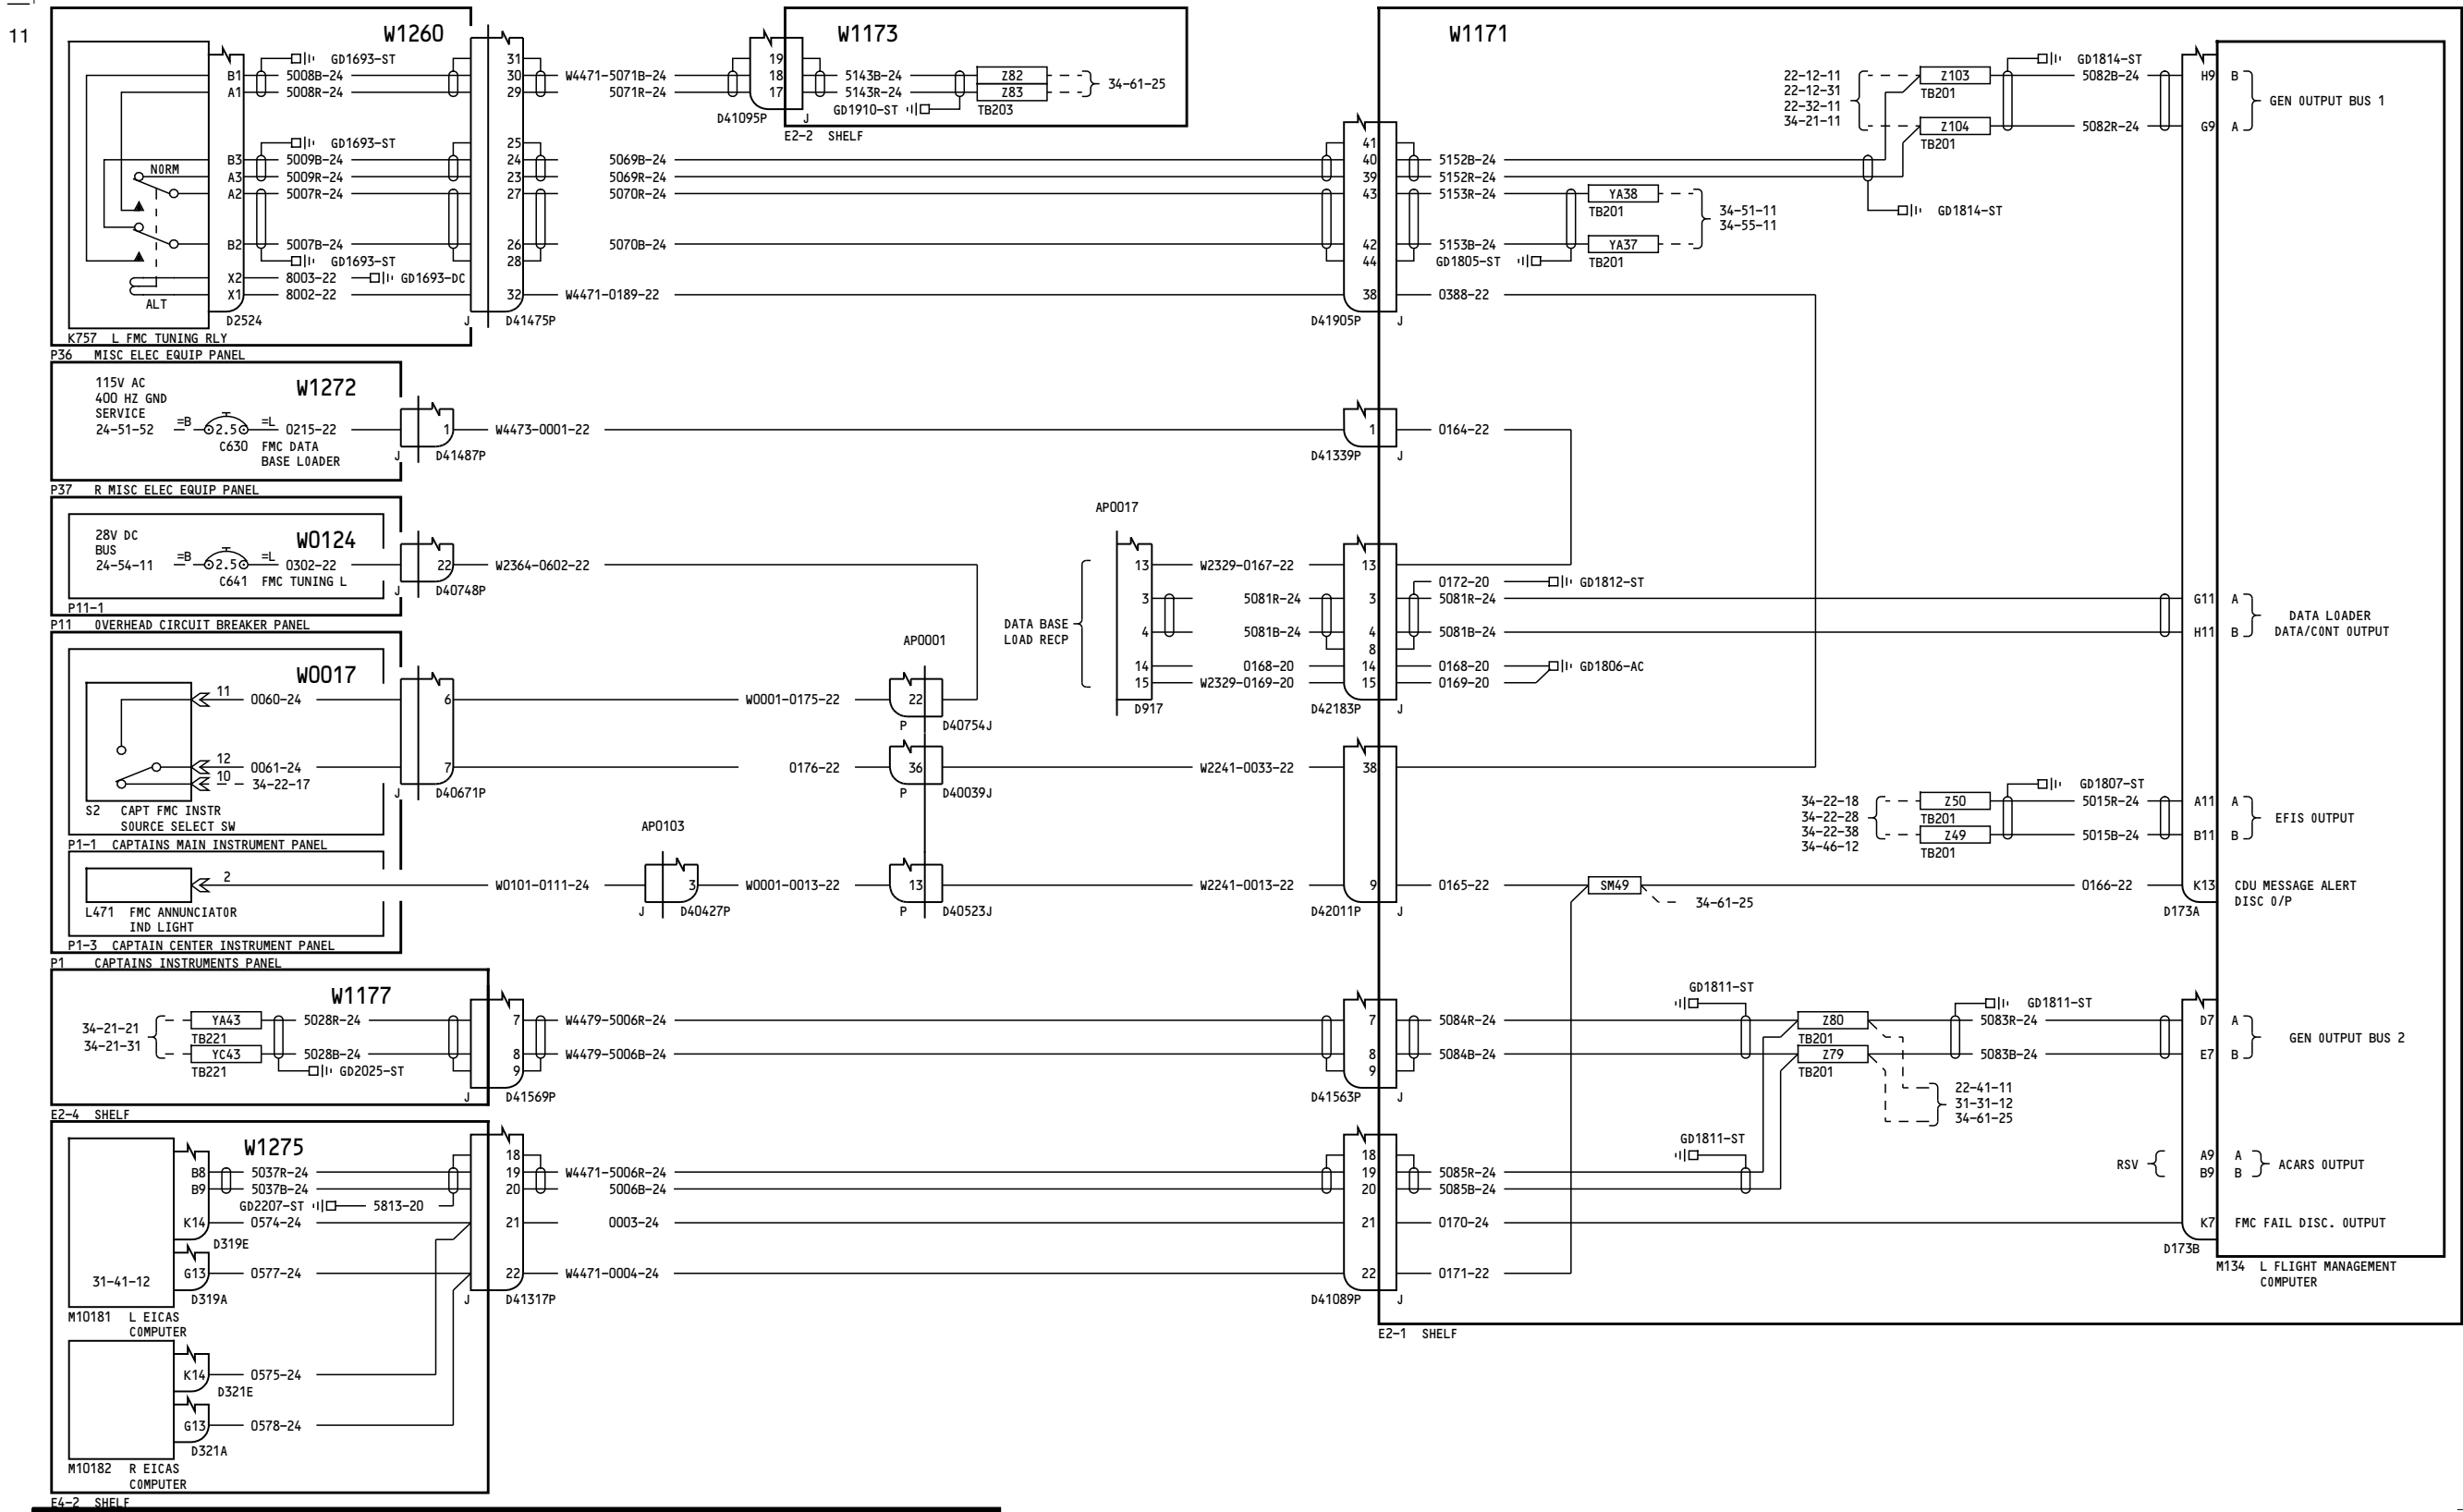 11
W1260
B1 5008B-24 GD1693-ST
A1 5008R-24
B3 5009B-24 GD1693-ST
A3 5009R-24
A2 5007R-24
B2 5007B-24
GD1693-ST
X2 8003-22 GD1693-DC
X1 8002-22
NORM
ALT
D2524
K757 L FMC TUNING RLY
P36 MISC ELEC EQUIP PANEL
31
30 W4471-5071B-24
29 5071R-24
25
24 5069B-24
23 5069R-24
27 5070R-24
26 5070B-24
28
32 W4471-0189-22
J D41475P
W1173
19
18 5143B-24 Z82
17 5143R-24 Z83
34-61-25
GD1910-ST TB203
D41095P J
E2-2 SHELF
W1171
41
40 5152B-24
39 5152R-24
43 5153R-24 YA38
TB201
42 5153B-24 YA37
44 GD1805-ST TB201
34-51-11
34-55-11
38 0388-22
D41905P J
22-12-11
22-12-31
22-32-11
34-21-11
Z103
TB201
Z104
TB201
GD1814-ST
5082B-24 H9 B
5082R-24 G9 A
GEN OUTPUT BUS 1
GD1814-ST
115V AC
400 HZ GND
SERVICE
24-51-52
W1272
=B 2.5 =L 0215-22
C630 FMC DATA
BASE LOADER
J D41487P
1 W4473-0001-22
1 0164-22
D41339P J
P37 R MISC ELEC EQUIP PANEL
28V DC
BUS
24-54-11
W0124
=B 2.5 =L 0302-22
C641 FMC TUNING L
22 W2364-0602-22
J D40748P
P11-1
P11 OVERHEAD CIRCUIT BREAKER PANEL
AP0017
DATA BASE
LOAD RECP
13 W2329-0167-22 13
0172-20 GD1812-ST
3 5081R-24 3 5081R-24 G11 A
4 5081B-24 4 5081B-24 H11 B
8
14 0168-20 14 0168-20 GD1806-AC
15 W2329-0169-20 15 0169-20
D917 D42183P J
DATA LOADER
DATA/CONT OUTPUT
W0017
11 0060-24 6 W0001-0175-22 22
AP0001
P D40754J
12 0061-24 7 0176-22 36 W2241-0033-22 38
10 34-22-17
J D40671P P D40039J
S2 CAPT FMC INSTR
SOURCE SELECT SW
P1-1 CAPTAINS MAIN INSTRUMENT PANEL
AP0103
2 W0101-0111-24 3 W0001-0013-22 13 W2241-0013-22 9 0165-22 SM49 0166-22 K13 CDU MESSAGE ALERT
DISC O/P
34-61-25
L471 FMC ANNUNCIATOR
IND LIGHT
J D40427P P D40523J D42011P J D173A
P1-3 CAPTAIN CENTER INSTRUMENT PANEL
P1 CAPTAINS INSTRUMENTS PANEL
34-22-18
34-22-28
34-22-38
34-46-12
Z50
TB201
Z49
TB201
GD1807-ST
5015R-24 A11 A
5015B-24 B11 B
EFIS OUTPUT
W1177
34-21-21
34-21-31
YA43 5028R-24
TB221
YC43 5028B-24
TB221 GD2025-ST
7 W4479-5006R-24 7 5084R-24
8 W4479-5006B-24 8 5084B-24
9 9
J D41569P D41563P J
E2-4 SHELF
GD1811-ST
Z80
TB201
Z79
TB201
GD1811-ST
5083R-24 D7 A
5083B-24 E7 B
GEN OUTPUT BUS 2
22-41-11
31-31-12
34-61-25
W1275
B8 5037R-24
B9 5037B-24
GD2207-ST 5813-20
K14 0574-24
D319E
G13 0577-24
D319A
31-41-12
M10181 L EICAS
COMPUTER
K14 0575-24
D321E
G13 0578-24
D321A
M10182 R EICAS
COMPUTER
E4-2 SHELF
18 18
19 W4471-5006R-24 19 5085R-24
20 5006B-24 20 5085B-24
21 0003-24 21 0170-24
22 W4471-0004-24 22 0171-22
J D41317P D41089P J
GD1811-ST
RSV A9 A
B9 B
ACARS OUTPUT
K7 FMC FAIL DISC. OUTPUT
D173B
M134 L FLIGHT MANAGEMENT
COMPUTER
E2-1 SHELF